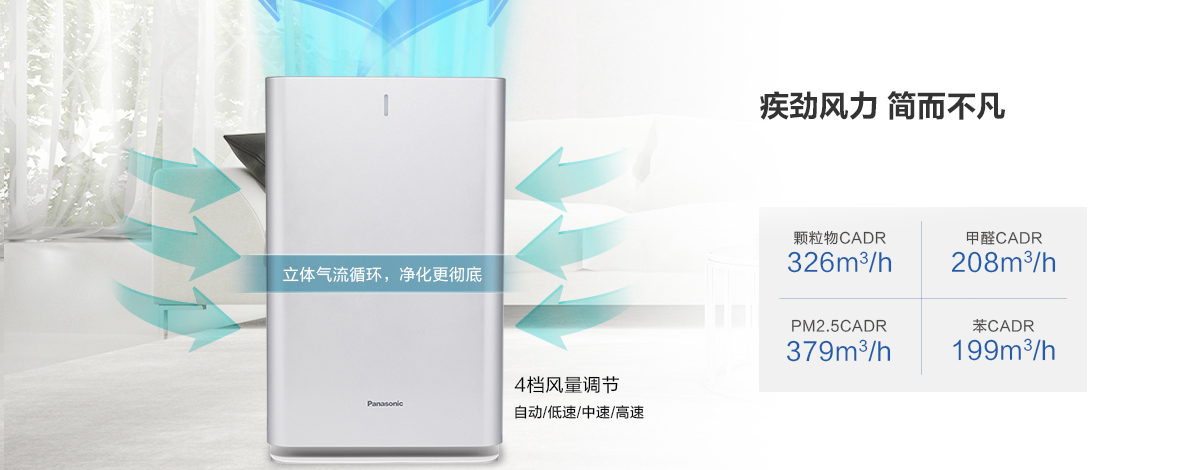 疾劲风力 简而不凡
立体气流循环，净化更彻底
颗粒物CADR
326m³/h
甲醛CADR
208m³/h
PM2.5CADR
379m³/h
苯CADR
199m³/h
4档风量调节
自动/低速/中速/高速
Panasonic